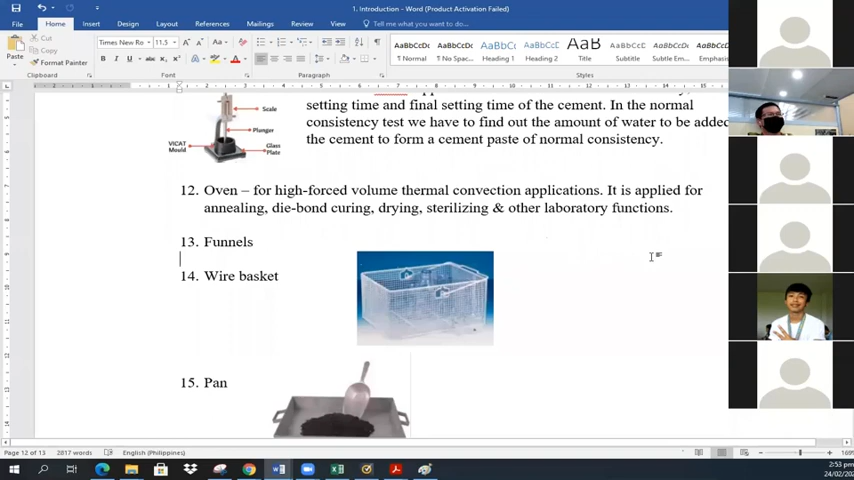 1. Introduction - Word (Product Activation Failed)
File Home Insert Design Layout References Mailings Review View Tell me what you want to do
Paste Cut Copy Format Painter
Times New Ro 11.5
AaBbCcDc AaBbCcDc AaBbCc AaBbCcC AaB AaBbCcC AaBbCcDc AaBbCcDc
¶ Normal ¶ No Spac... Heading 1 Heading 2 Title Subtitle Subtle Em... Emphasis
Clipboard Font Paragraph Styles
setting time and final setting time of the cement. In the normal
Scale
consistency test we have to find out the amount of water to be added
Plunger
the cement to form a cement paste of normal consistency.
VICAT Mould
Glass Plate
12. Oven – for high-forced volume thermal convection applications. It is applied for
annealing, die-bond curing, drying, sterilizing & other laboratory functions.
13. Funnels
14. Wire basket
15. Pan
Page 12 of 13 2817 words English (Philippines)
2:53 pm
24/02/202